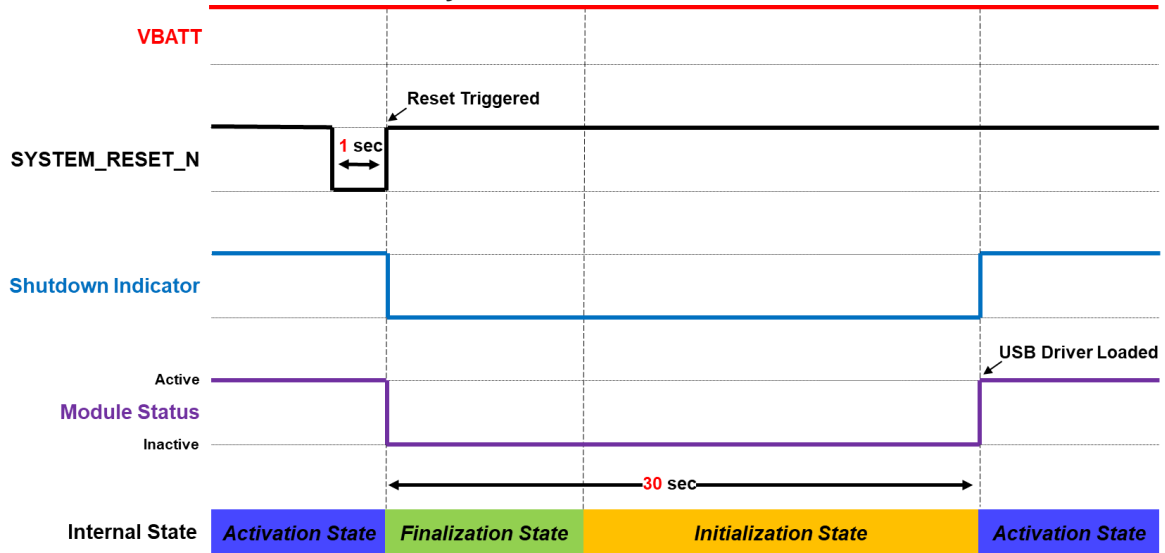 VBATT
Reset Triggered
1 sec
SYSTEM_RESET_N
Shutdown Indicator
USB Driver Loaded
Active
Module Status
Inactive
30 sec
Internal State Activation State Finalization State Initialization State Activation State